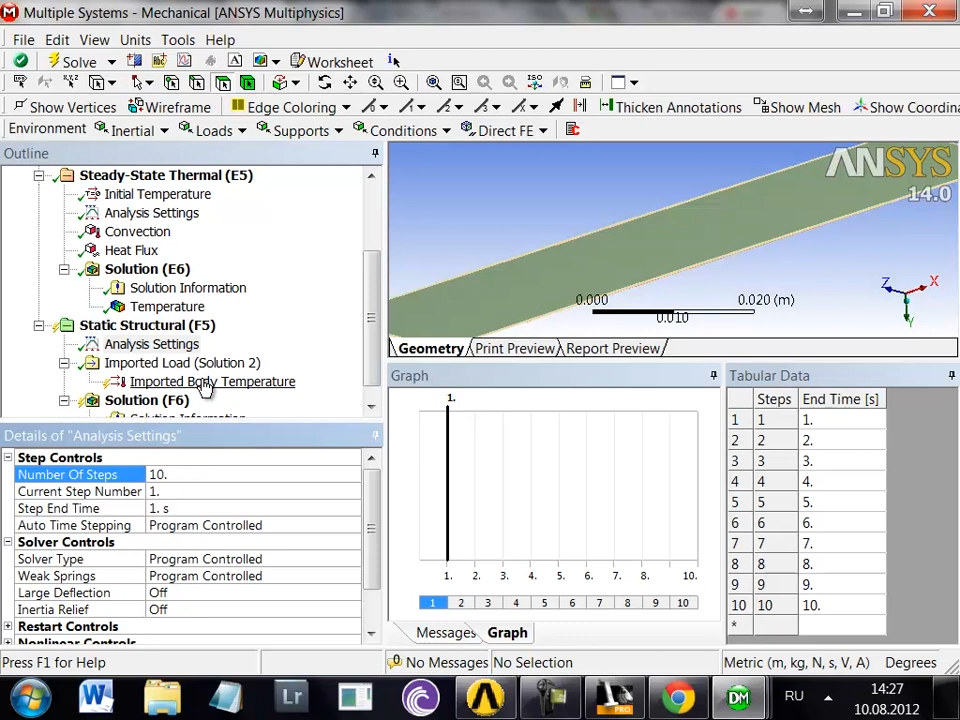 Multiple Systems - Mechanical [ANSYS Multiphysics]
File Edit View Units Tools Help
Solve Worksheet
Show Vertices Wireframe Edge Coloring Thicken Annotations Show Mesh Show Coordina
Environment Inertial Loads Supports Conditions Direct FE
Outline
Steady-State Thermal (E5)
Initial Temperature
Analysis Settings
Convection
Heat Flux
Solution (E6)
Solution Information
Temperature
Static Structural (F5)
Analysis Settings
Imported Load (Solution 2)
Imported Body Temperature
Solution (F6)
Solution Information
ANSYS
14.0
0.000 0.020 (m)
0.010
Z X Y
Geometry Print Preview Report Preview
Details of "Analysis Settings"
Step Controls
Number Of Steps 10.
Current Step Number 1.
Step End Time 1. s
Auto Time Stepping Program Controlled
Solver Controls
Solver Type Program Controlled
Weak Springs Program Controlled
Large Deflection Off
Inertia Relief Off
Restart Controls
Nonlinear Controls
Graph
1.
1. 2. 3. 4. 5. 6. 7. 8. 10.
1 2 3 4 5 6 7 8 9 10
Messages Graph
Tabular Data
Steps End Time [s]
1 1 1.
2 2 2.
3 3 3.
4 4 4.
5 5 5.
6 6 6.
7 7 7.
8 8 8.
9 9 9.
10 10 10.
*
Press F1 for Help 0 No Messages No Selection Metric (m, kg, N, s, V, A) Degrees
W Lr PRO DM RU 14:27
10.08.2012